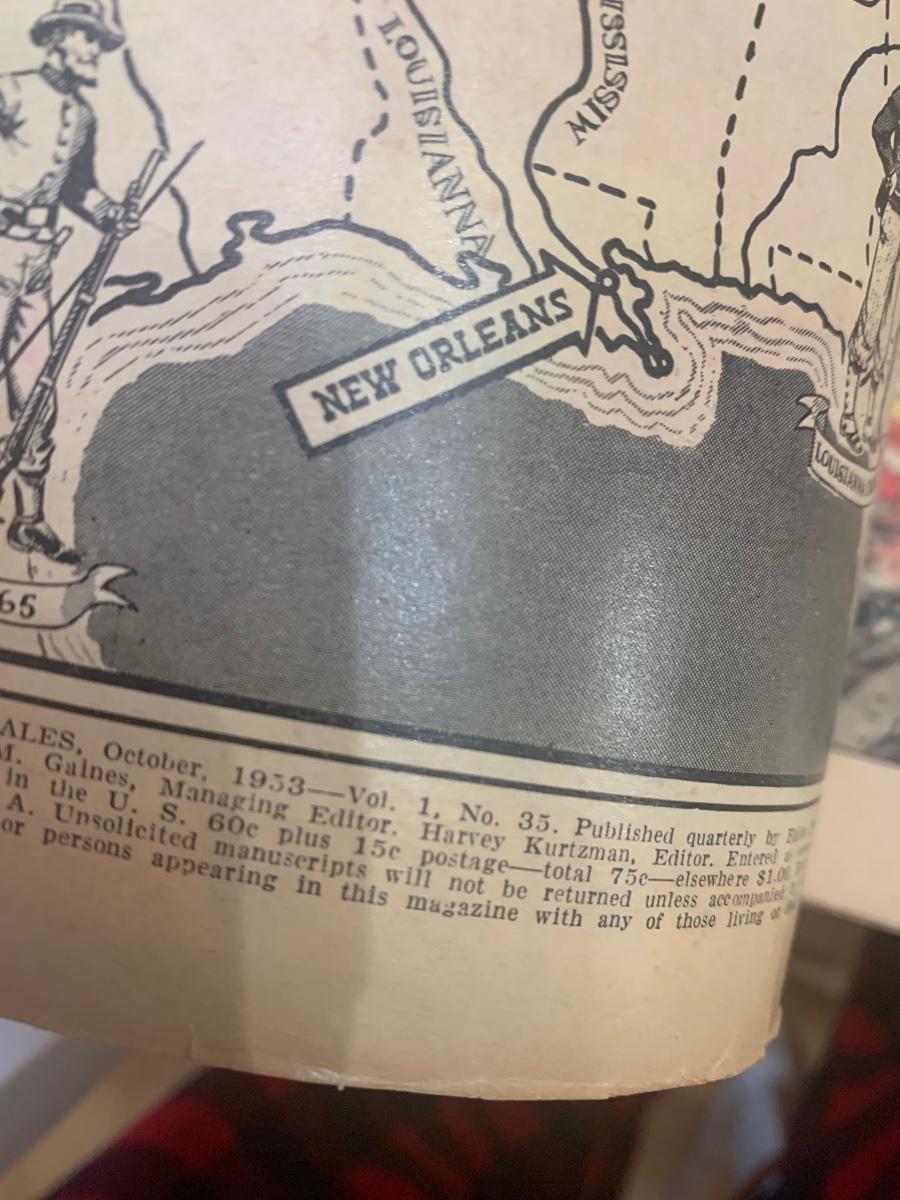 LOUISIANNA
MISSISSIPPI
NEW ORLEANS
LOUISIANNA
65
ALES, October, 1953—Vol. 1, No. 35. Published quarterly by
M. Gaines, Managing Editor. Harvey Kurtzman, Editor. Entered
in the U. S. 60c plus 15c postage—total 75c—elsewhere $1.00
A. Unsolicited manuscripts will not be returned unless accompanied
or persons appearing in this magazine with any of those living or